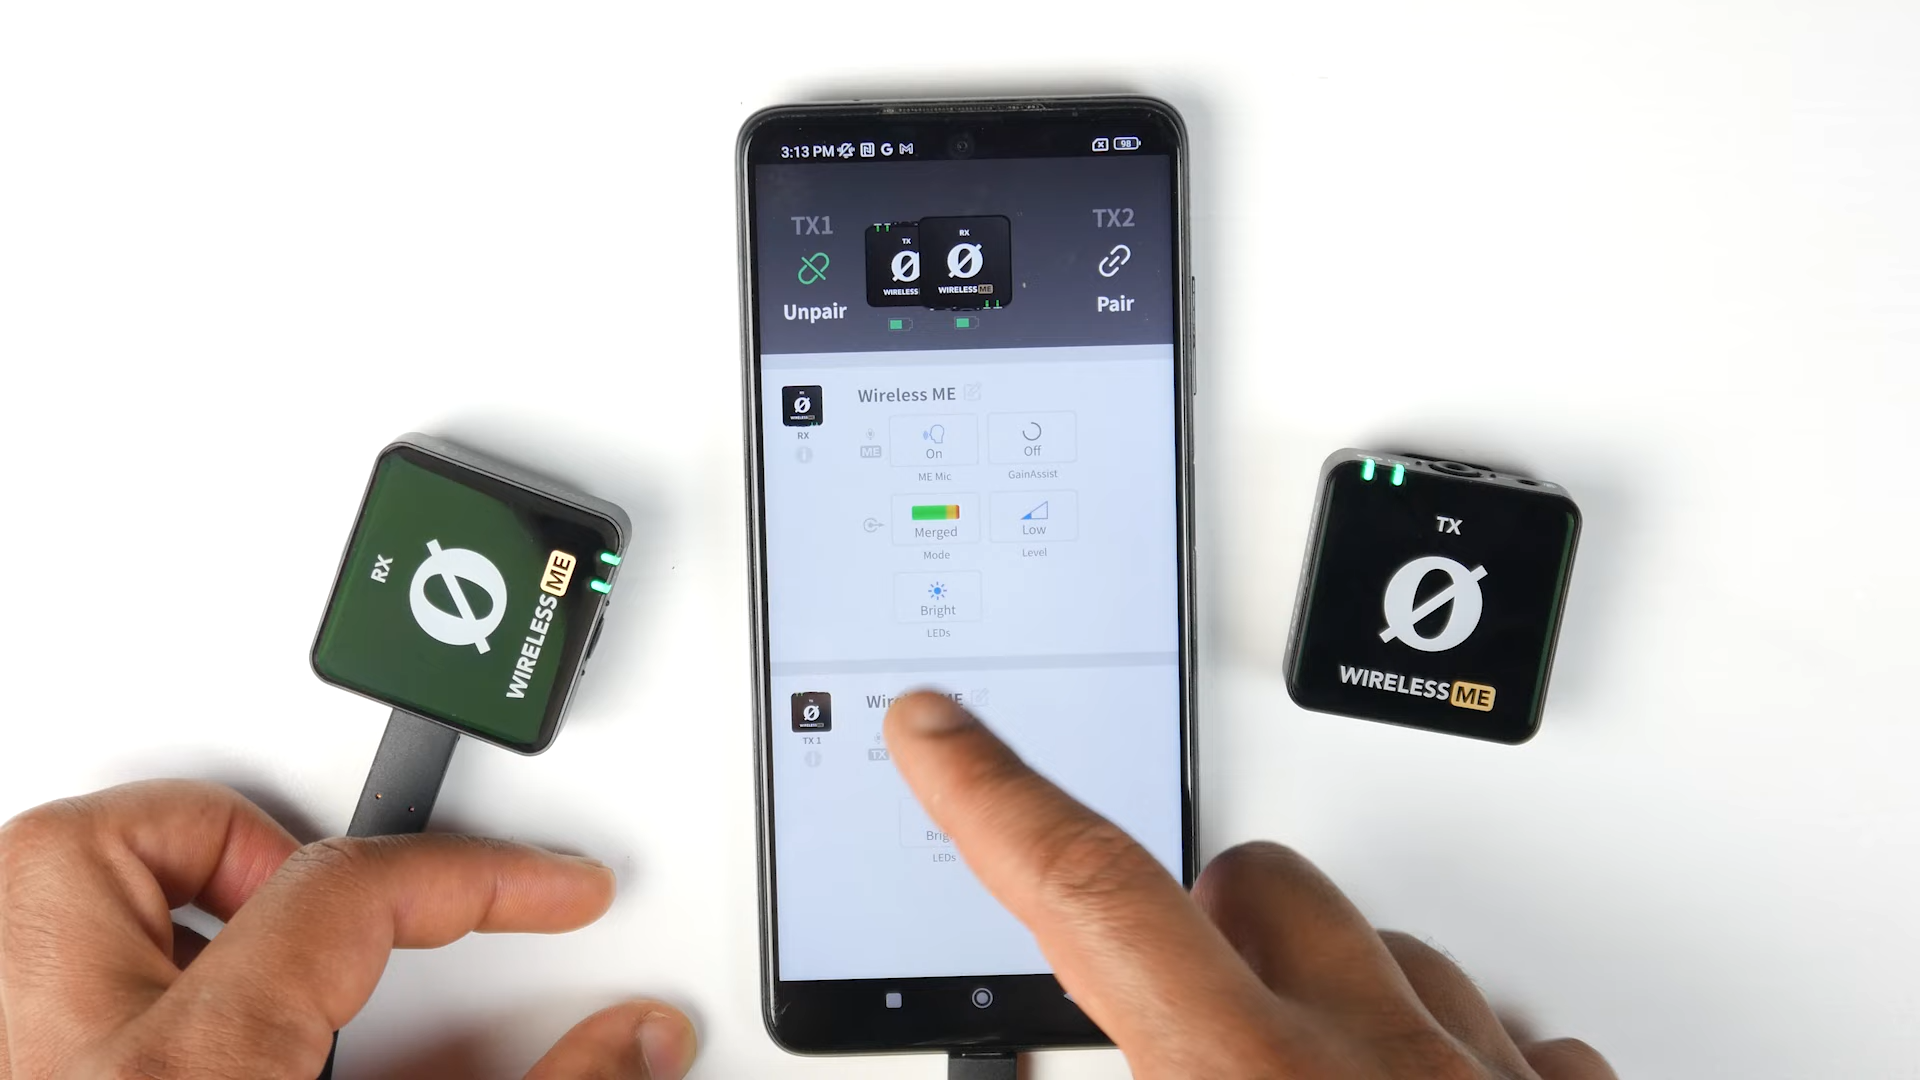 3:13 PM
98
TX1
TX2
Unpair
Pair
TX
WIRELESS
RX
WIRELESS ME
Wireless ME
RX
ME
On
ME Mic
Off
GainAssist
Merged
Mode
Low
Level
Bright
LEDs
TX 1
TX
LEDs
RX
WIRELESS ME
TX
WIRELESS ME